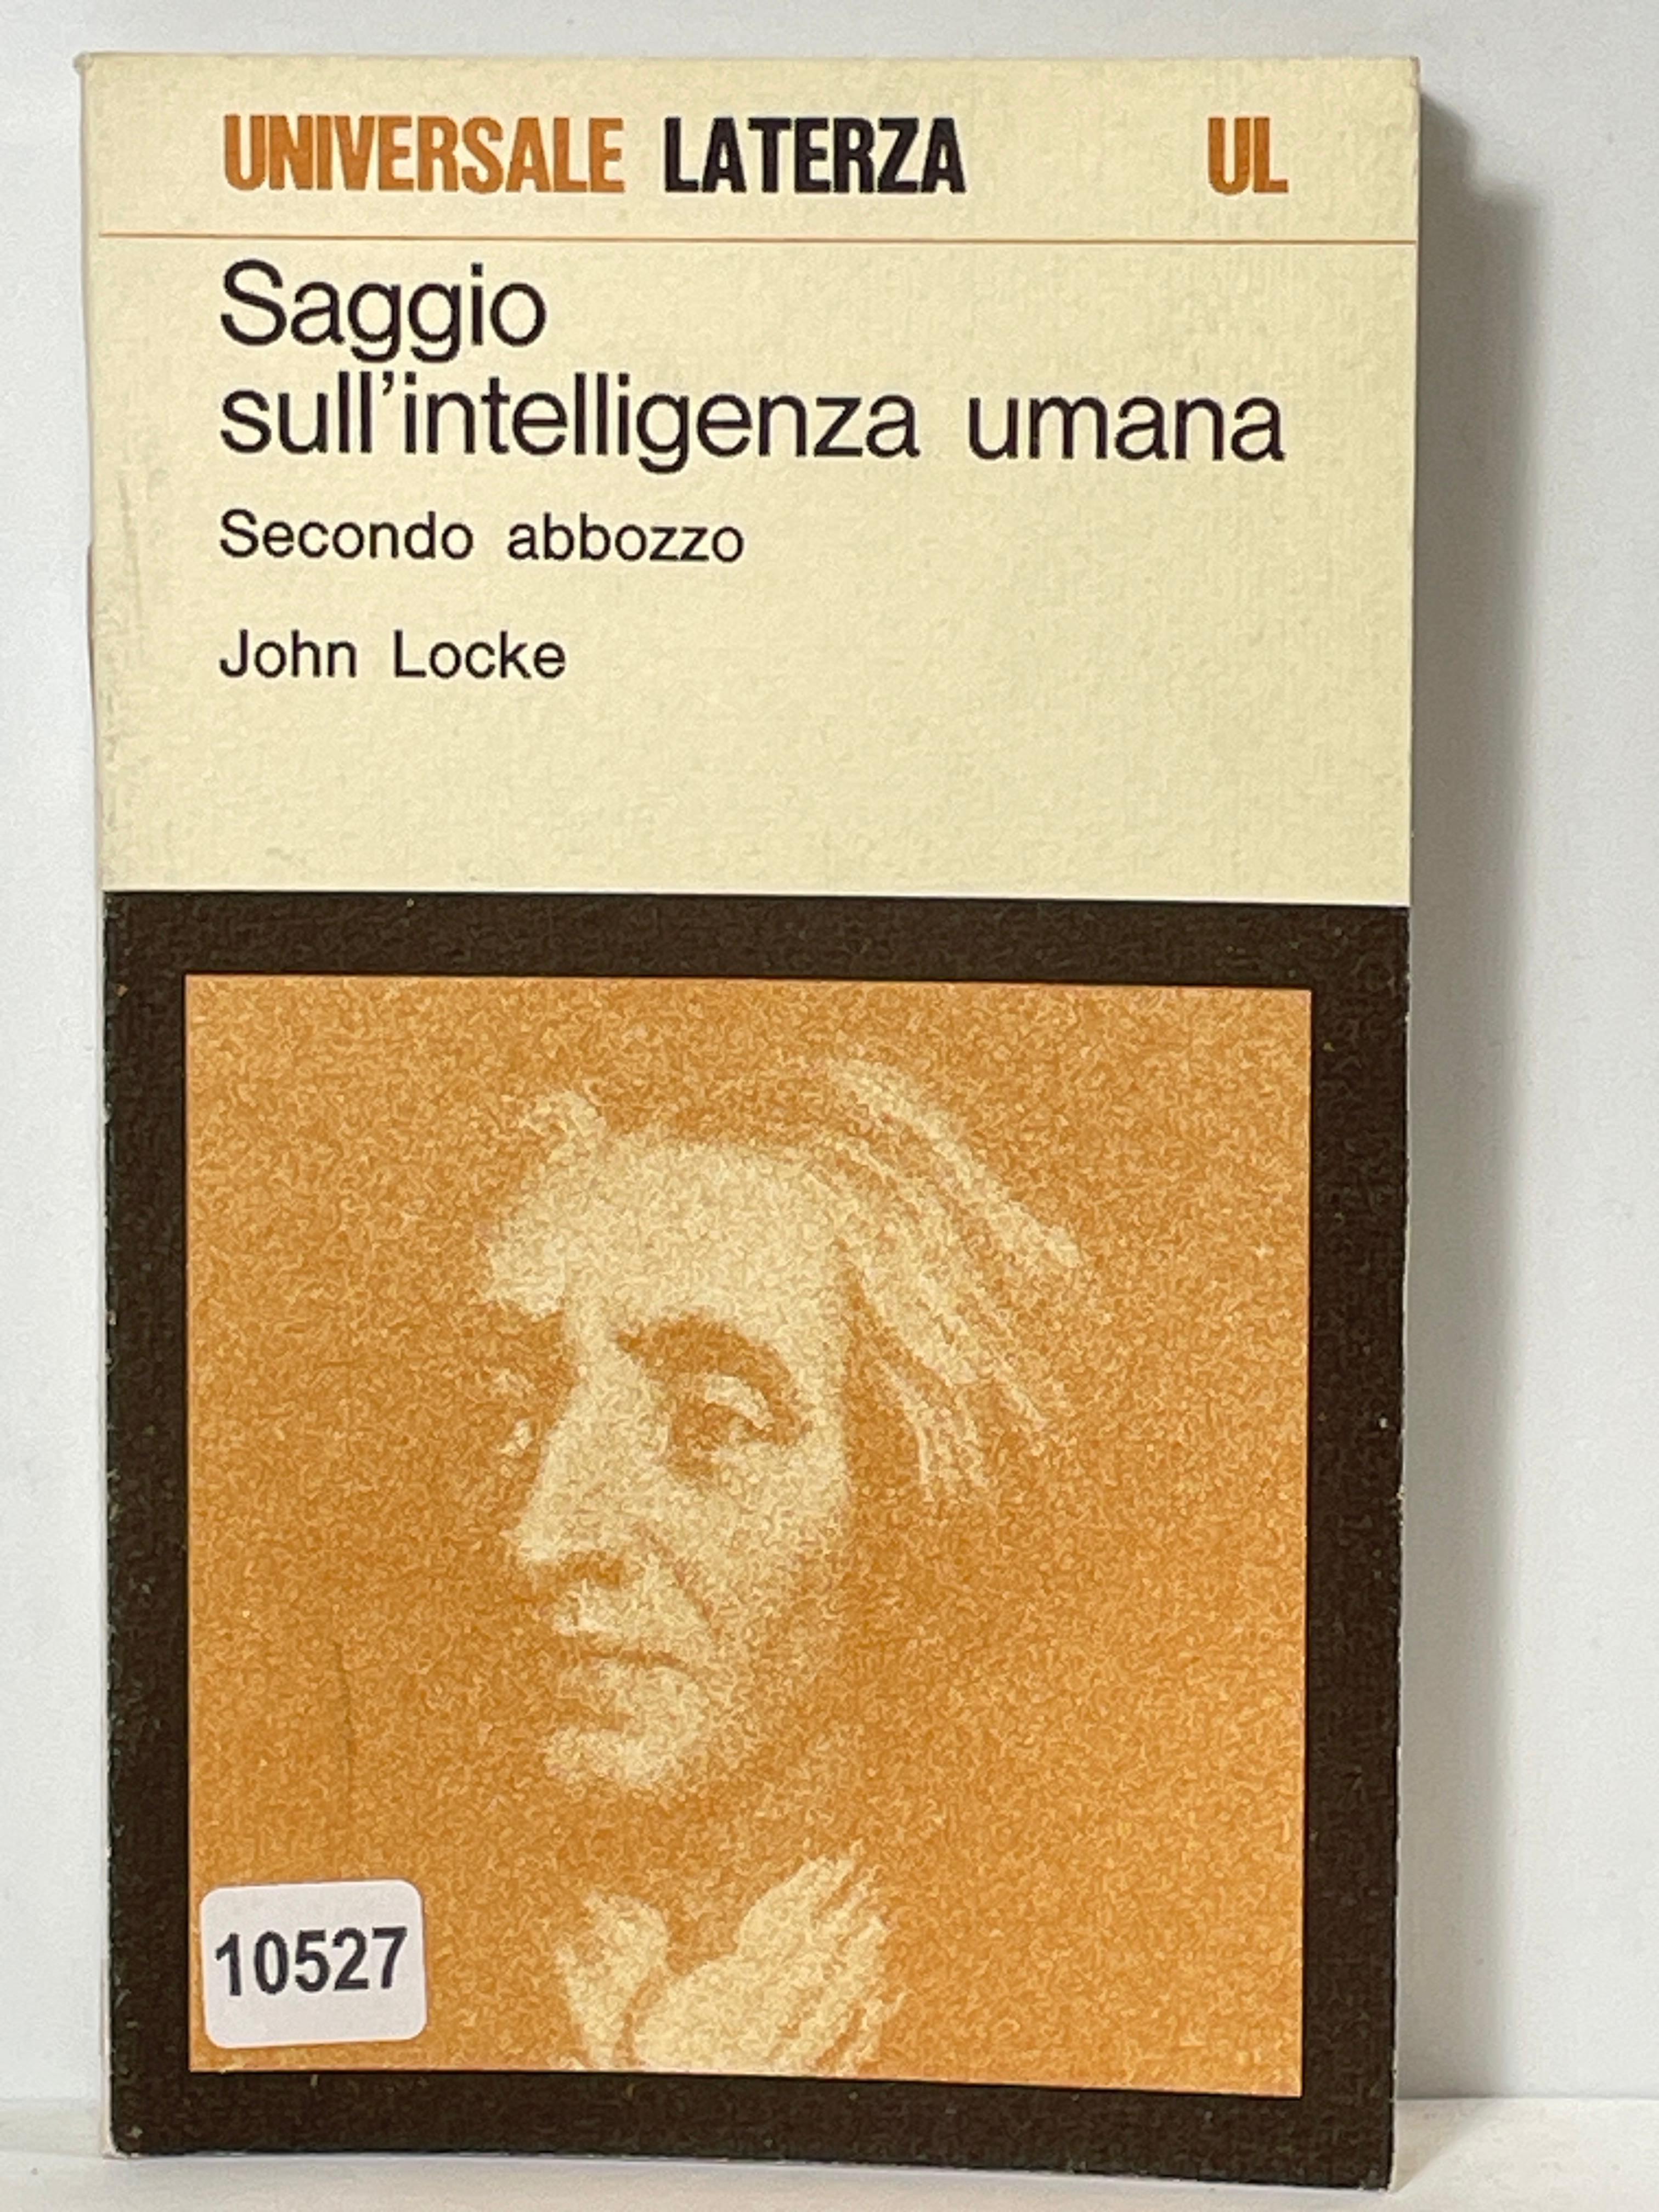 UNIVERSALE LATERZA UL
Saggio
sull'intelligenza umana
Secondo abbozzo
John Locke
10527